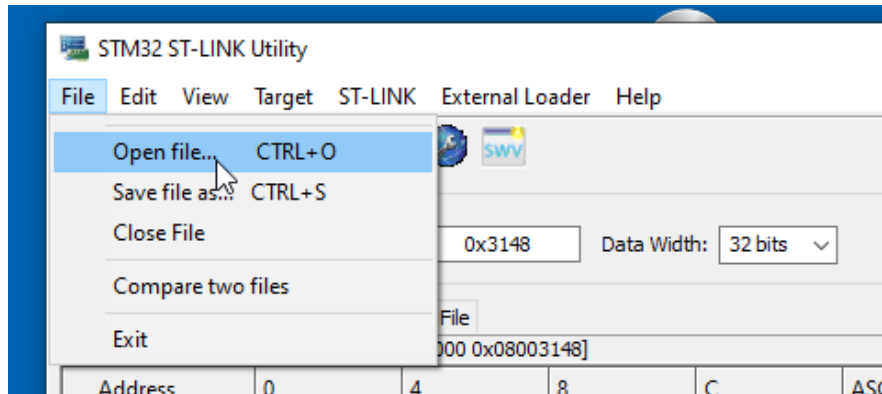 STM32 ST-LINK Utility
File Edit View Target ST-LINK External Loader Help
Open file... CTRL+O
SWV
Save file as... CTRL+S
Close File
0x3148 Data Width: 32 bits
Compare two files
File
Exit
000 0x08003148]
Address 0 4 8 C ASC